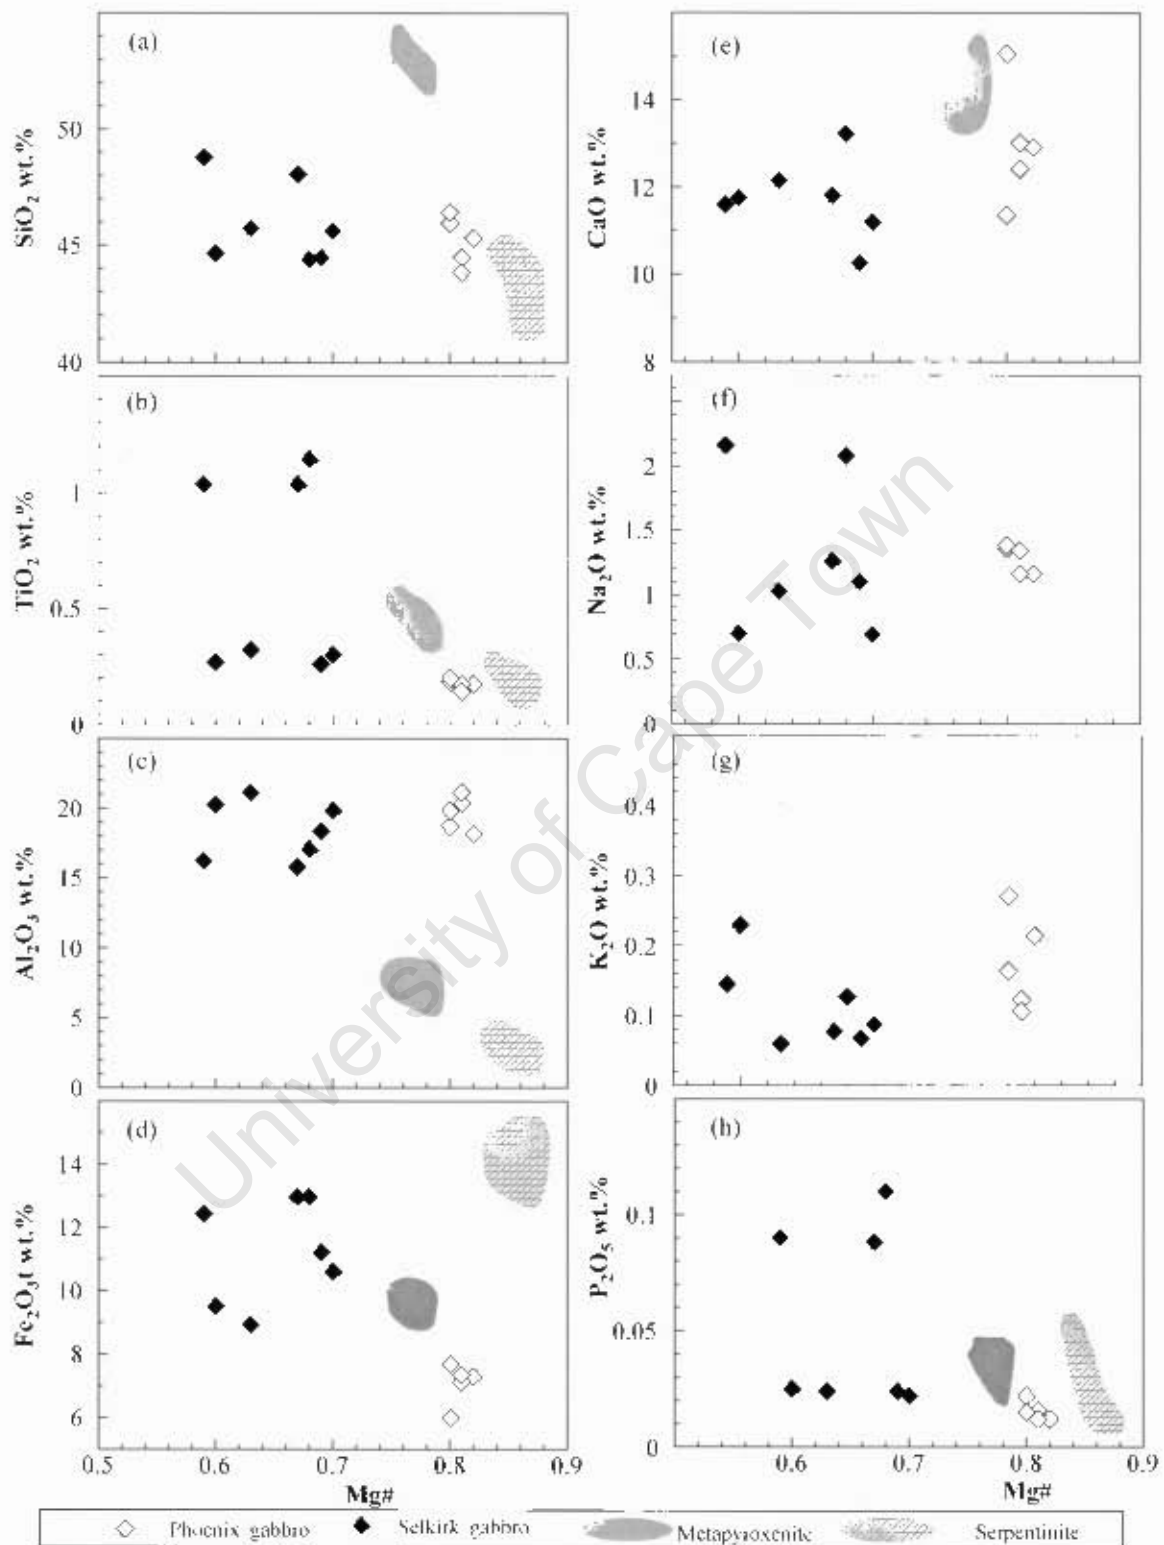 (a)
SiO₂ wt.%
50
45
40
(b)
TiO₂ wt.%
1
0.5
0
(c)
Al₂O₃ wt.%
20
15
10
5
0
(d)
Fe₂O₃t wt.%
14
12
10
8
6
0.5 0.6 0.7 0.8 0.9
Mg#
(e)
CaO wt.%
14
12
10
8
(f)
Na₂O wt.%
2
1.5
1
0.5
0
(g)
K₂O wt.%
0.4
0.3
0.2
0.1
0
(h)
P₂O₅ wt.%
0.1
0.05
0
0.6 0.7 0.8 0.9
Mg#
Phoenix gabbro Selkirk gabbro Metapyroxenite Serpentinite
University of Cape Town